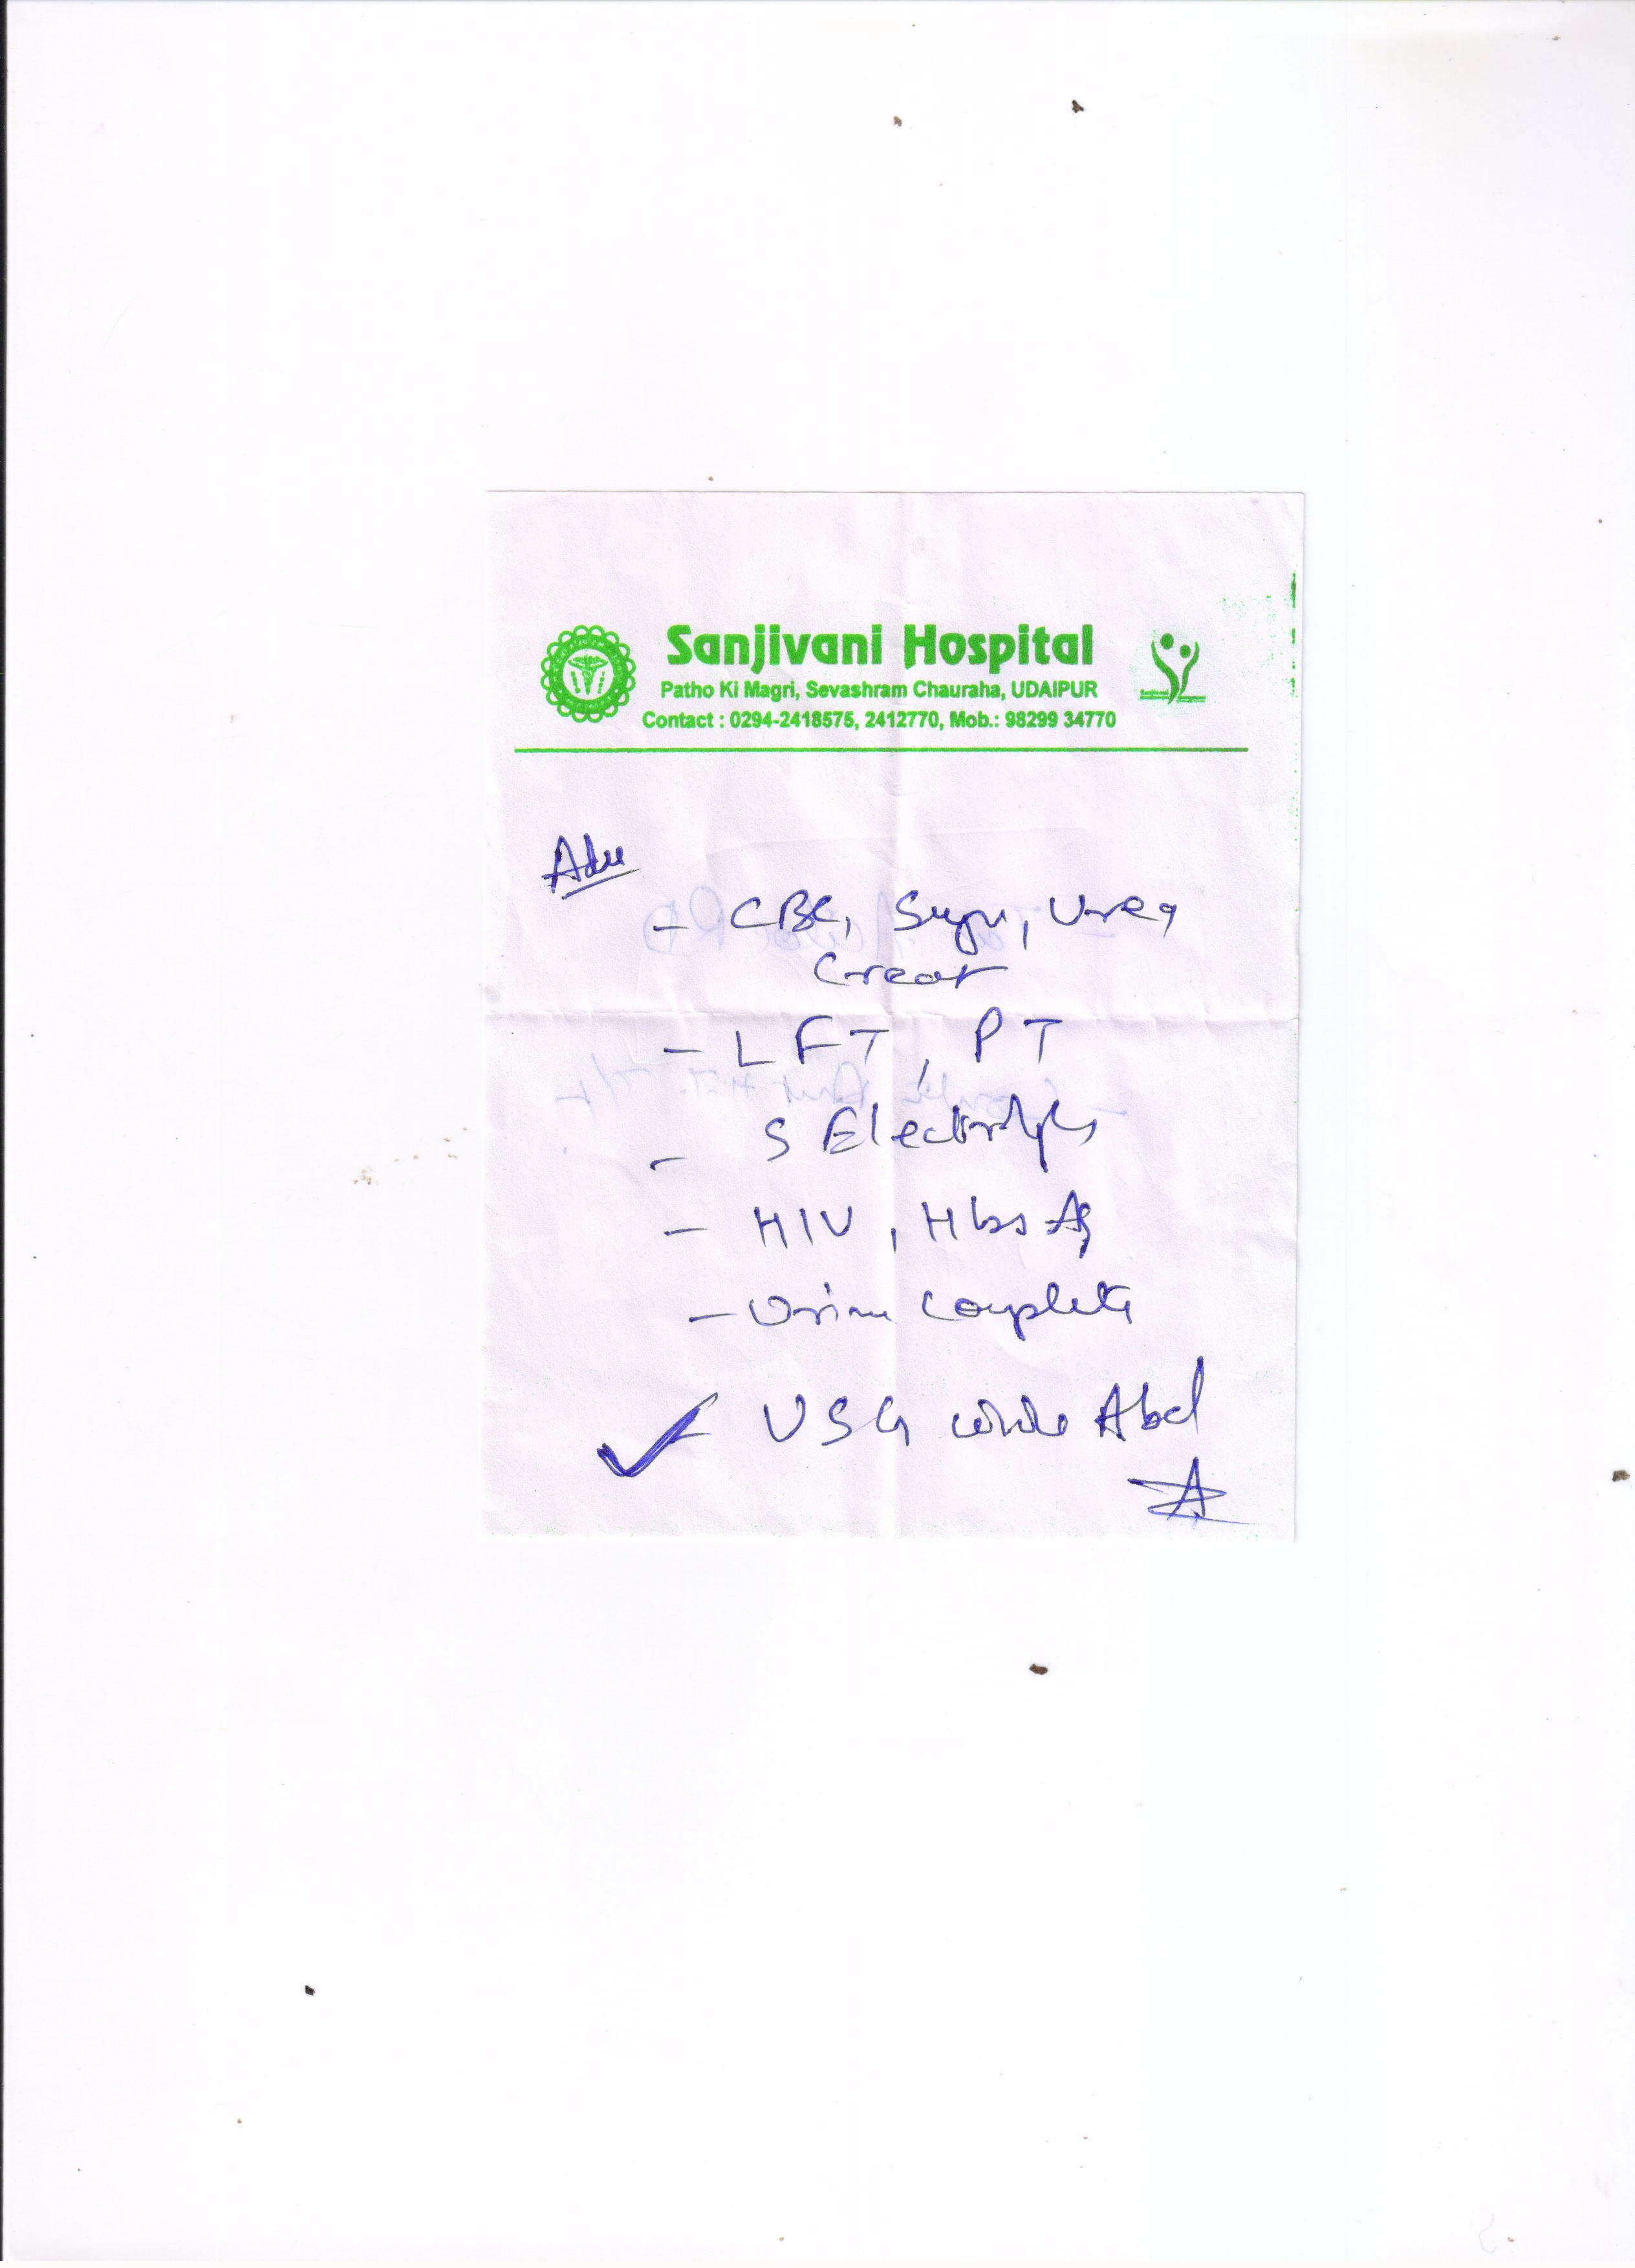 Sanjivani Hospital
Patho Ki Magri, Sevashram Chauraha, UDAIPUR
Contact : 0294-2418575, 2412770, Mob.: 98299 34770
Adv
- CBC, Sugar, Urea
Creat
- LFT, PT
- S Electrolytes
- HIV, HbsAg
- Urine Complete
- USG whole Abd